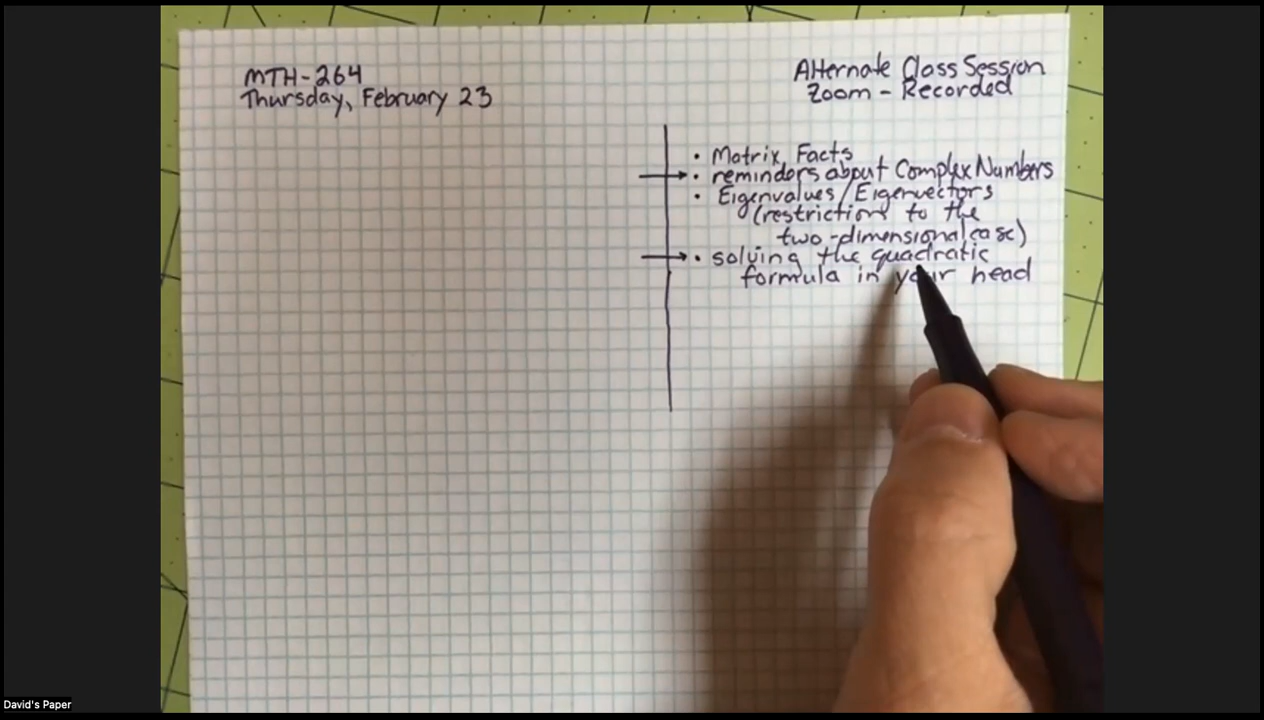 MTH-264
Thursday, February 23
Alternate Class Session
Zoom - Recorded
• Matrix Facts
• reminders about Complex Numbers
• Eigenvalues/Eigenvectors
(restriction to the
two-dimensional case)
• solving the quadratic
formula in your head
David's Paper